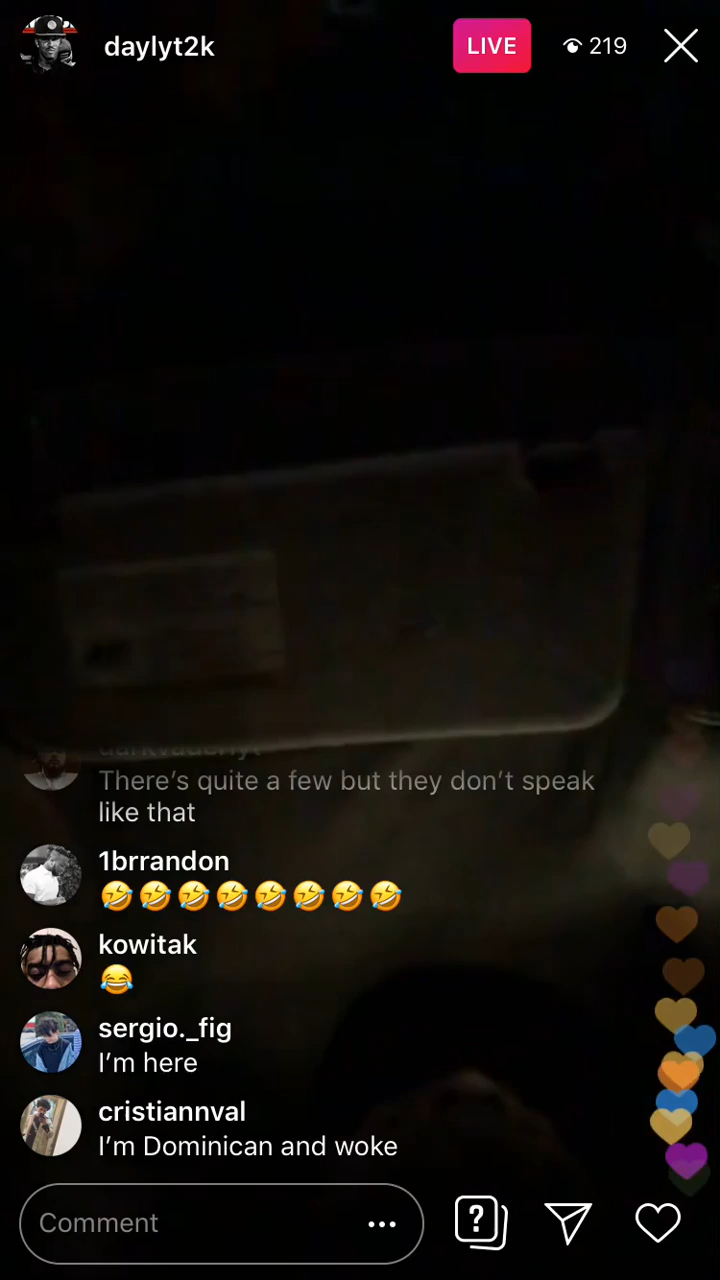 daylyt2k
LIVE
219
There’s quite a few but they don’t speak
like that
1brrandon
🤣🤣🤣🤣🤣🤣🤣🤣
kowitak
😂
sergio._fig
I’m here
cristiannval
I’m Dominican and woke
Comment